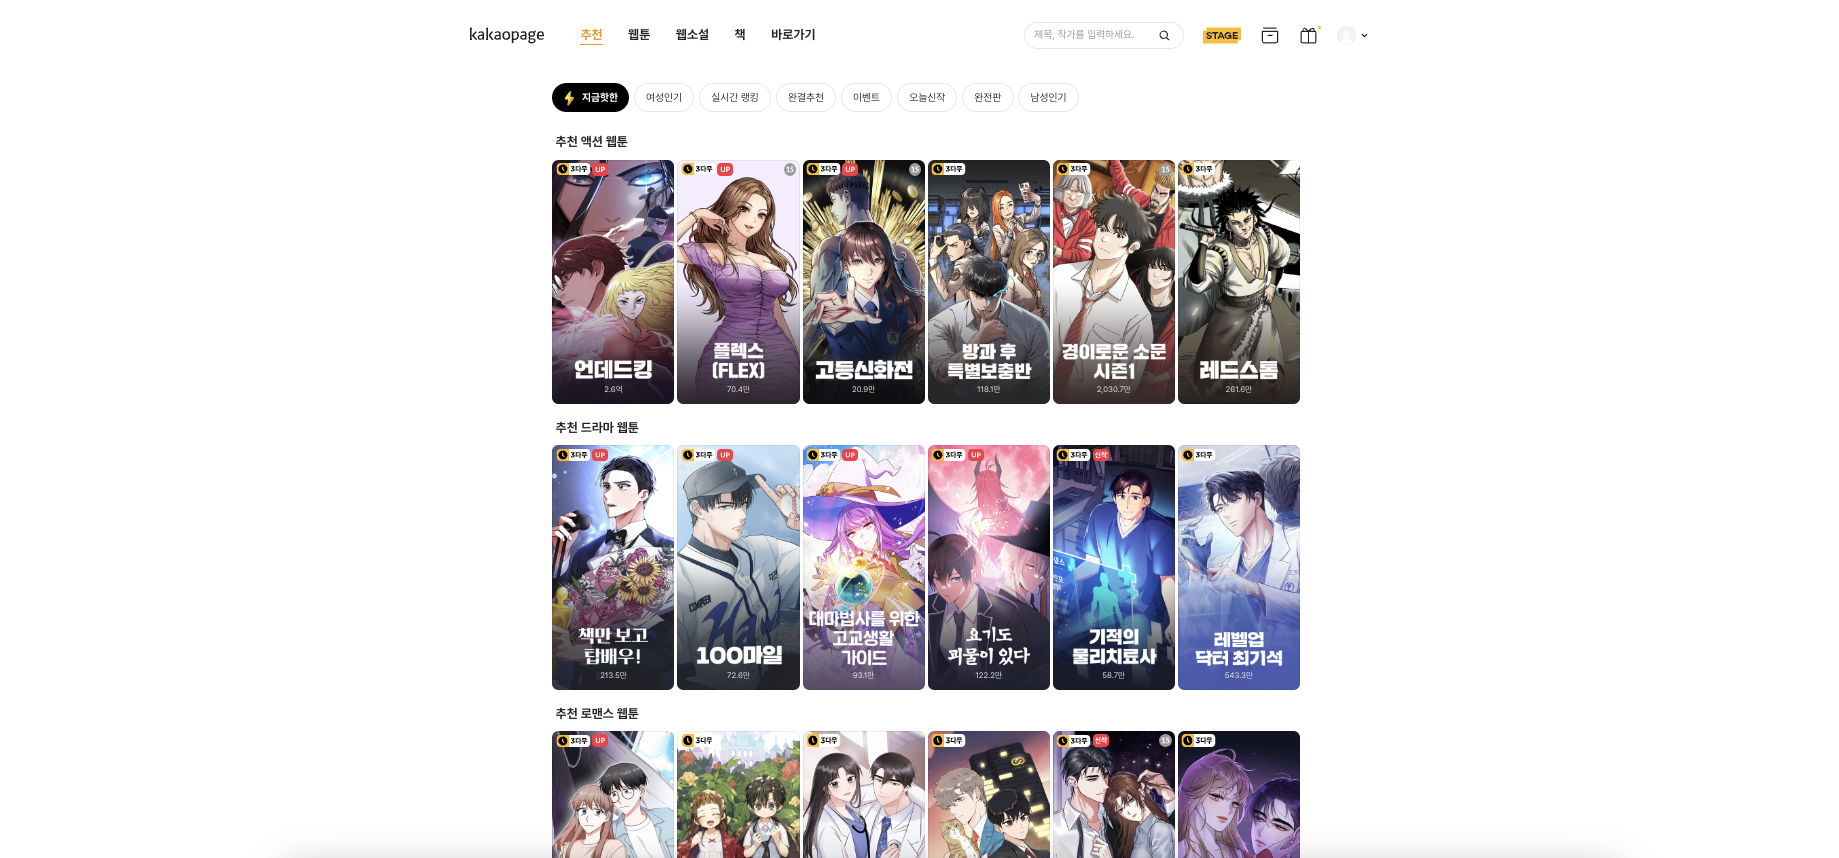 kakaopage
추천
웹툰
웹소설
책
바로가기
제목, 작가를 입력하세요.
STAGE
지금핫한
여성인기
실시간 랭킹
완결추천
이벤트
오늘신작
완전판
남성인기
추천 액션 웹툰
3다무 UP
언데드킹
2.6억
3다무 UP 15
플렉스
(FLEX)
70.4만
3다무 UP 15
고등신화전
20.9만
3다무
방과 후
특별보충반
118.1만
3다무 15
경이로운 소문
시즌1
2,030.7만
3다무
레드스톰
261.6만
추천 드라마 웹툰
3다무 UP
책만 보고
탑배우!
213.5만
3다무 UP
100마일
72.6만
3다무 UP
대마법사를 위한
고교생활
가이드
93.1만
3다무 UP
요기도
괴물이 있다
122.2만
3다무 신작
기적의
물리치료사
58.7만
3다무
레벨업
닥터 최기석
543.3만
추천 로맨스 웹툰
3다무 UP
3다무
3다무
3다무
3다무 신작 15
3다무